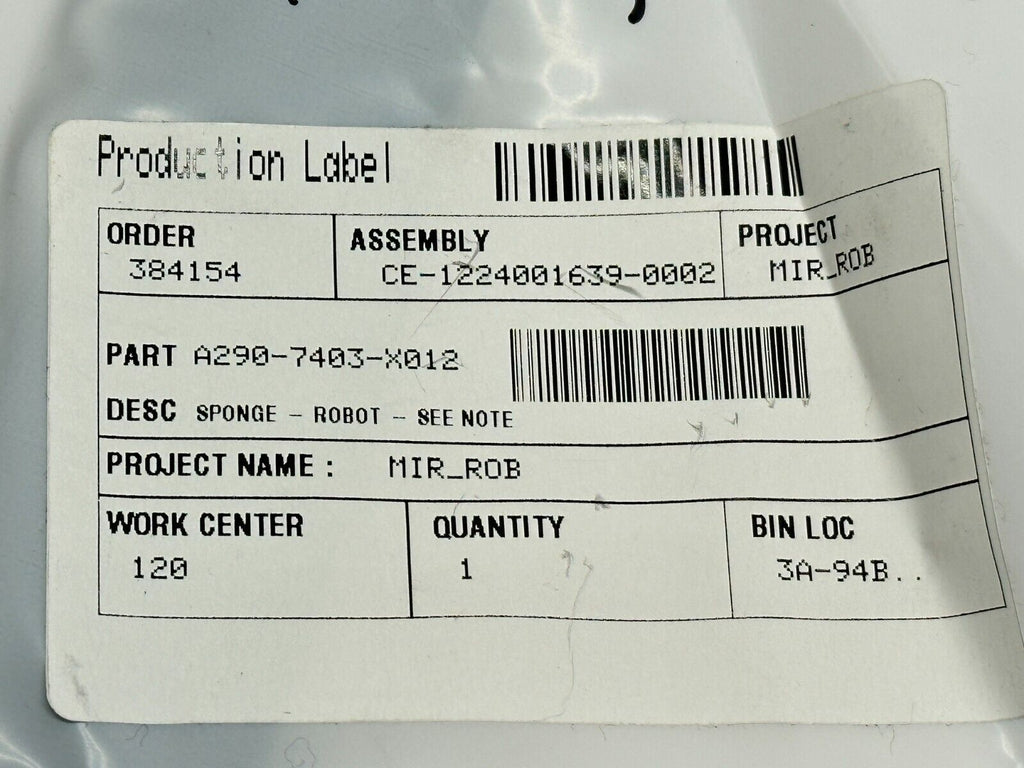 Production Label
ORDER ASSEMBLY PROJECT
384154 CE-1224001639-0002 MIR_ROB
PART A290-7403-X012
DESC SPONGE - ROBOT - SEE NOTE
PROJECT NAME : MIR_ROB
WORK CENTER QUANTITY BIN LOC
120 1 3A-94B..